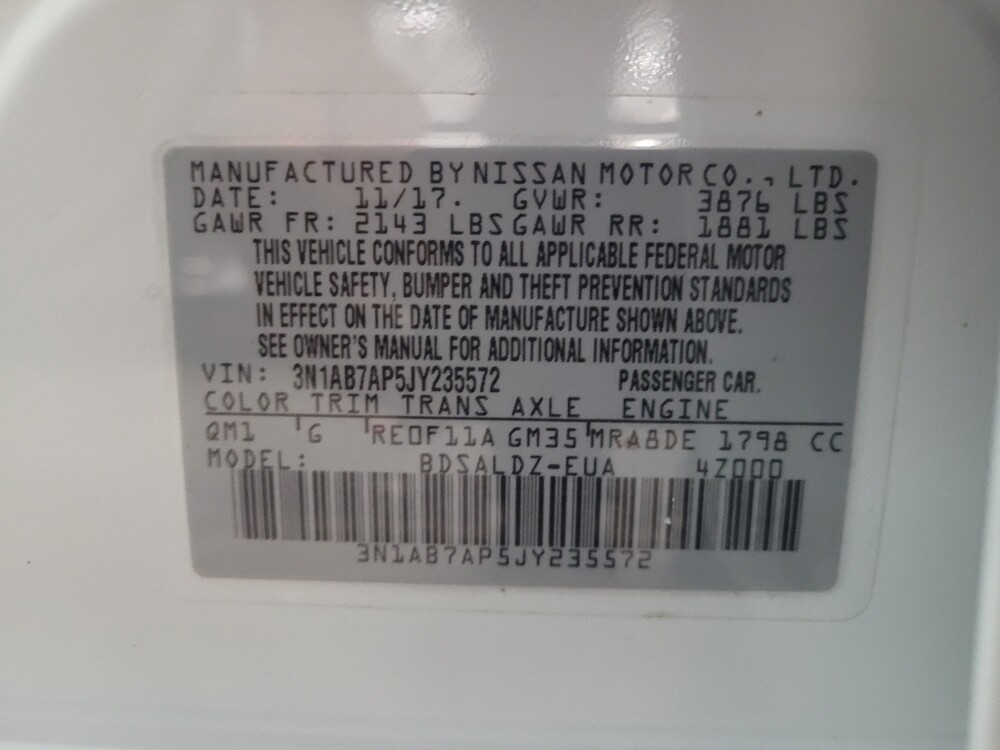 MANUFACTURED BY NISSAN MOTOR CO., LTD.
DATE: 11/17. GVWR: 3876 LBS
GAWR FR: 2143 LBS GAWR RR: 1881 LBS
THIS VEHICLE CONFORMS TO ALL APPLICABLE FEDERAL MOTOR
VEHICLE SAFETY, BUMPER AND THEFT PREVENTION STANDARDS
IN EFFECT ON THE DATE OF MANUFACTURE SHOWN ABOVE.
SEE OWNER'S MANUAL FOR ADDITIONAL INFORMATION.
VIN: 3N1AB7AP5JY235572 PASSENGER CAR.
COLOR TRIM TRANS AXLE ENGINE
QM1 G RE0F11A GM35 MRA8DE 1798 CC
MODEL: BDSALDZ-EUA 4Z000
3N1AB7AP5JY235572